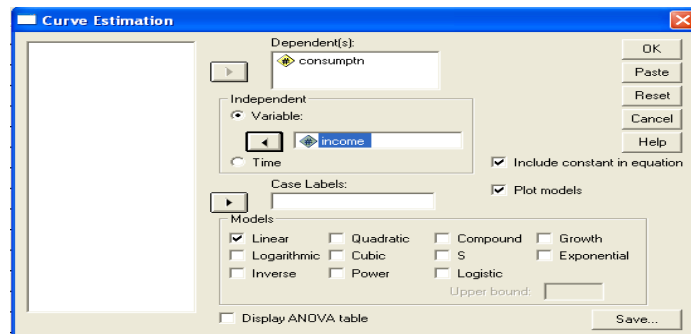 Curve Estimation
Dependent(s):
consumptn
OK
Paste
Reset
Cancel
Help
Independent
Variable:
income
Time
Include constant in equation
Case Labels:
Plot models
Models
Linear Quadratic Compound Growth
Logarithmic Cubic S Exponential
Inverse Power Logistic
Upper bound:
Display ANOVA table
Save...